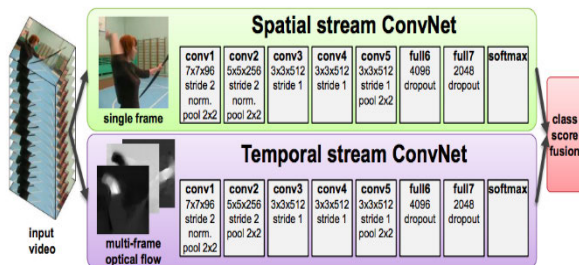 Spatial stream ConvNet
conv1
7x7x96
stride 2
norm.
pool 2x2
conv2
5x5x256
stride 2
norm.
pool 2x2
conv3
3x3x512
stride 1
conv4
3x3x512
stride 1
conv5
3x3x512
stride 1
pool 2x2
full6
4096
dropout
full7
2048
dropout
softmax
single frame
Temporal stream ConvNet
conv1
7x7x96
stride 2
norm.
pool 2x2
conv2
5x5x256
stride 2
pool 2x2
conv3
3x3x512
stride 1
conv4
3x3x512
stride 1
conv5
3x3x512
stride 1
pool 2x2
full6
4096
dropout
full7
2048
dropout
softmax
multi-frame
optical flow
input
video
class
score
fusion